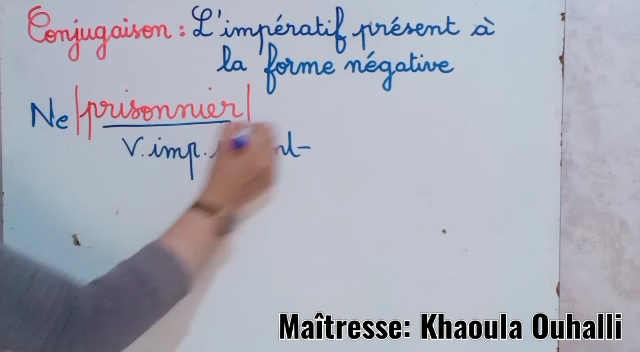 Conjugaison : L'impératif présent à
la forme négative
Ne |prisonnier|
V. imp.
Maîtresse: Khaoula Ouhalli